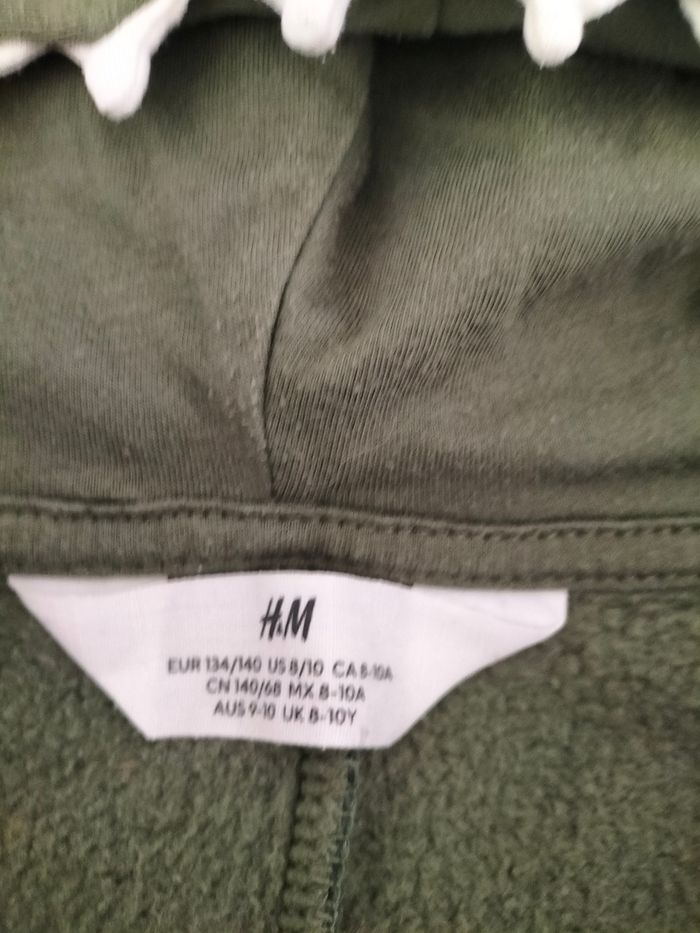 H&M
EUR 134/140 US 8/10 CA 8-10A
CN 140/68 MX 8-10A
AUS 9-10 UK 8-10Y